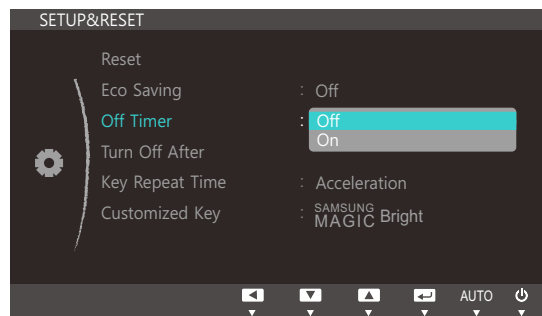 SETUP&RESET
Reset
Eco Saving : Off
Off Timer : Off
On
Turn Off After
Key Repeat Time : Acceleration
Customized Key : SAMSUNG MAGIC Bright
AUTO